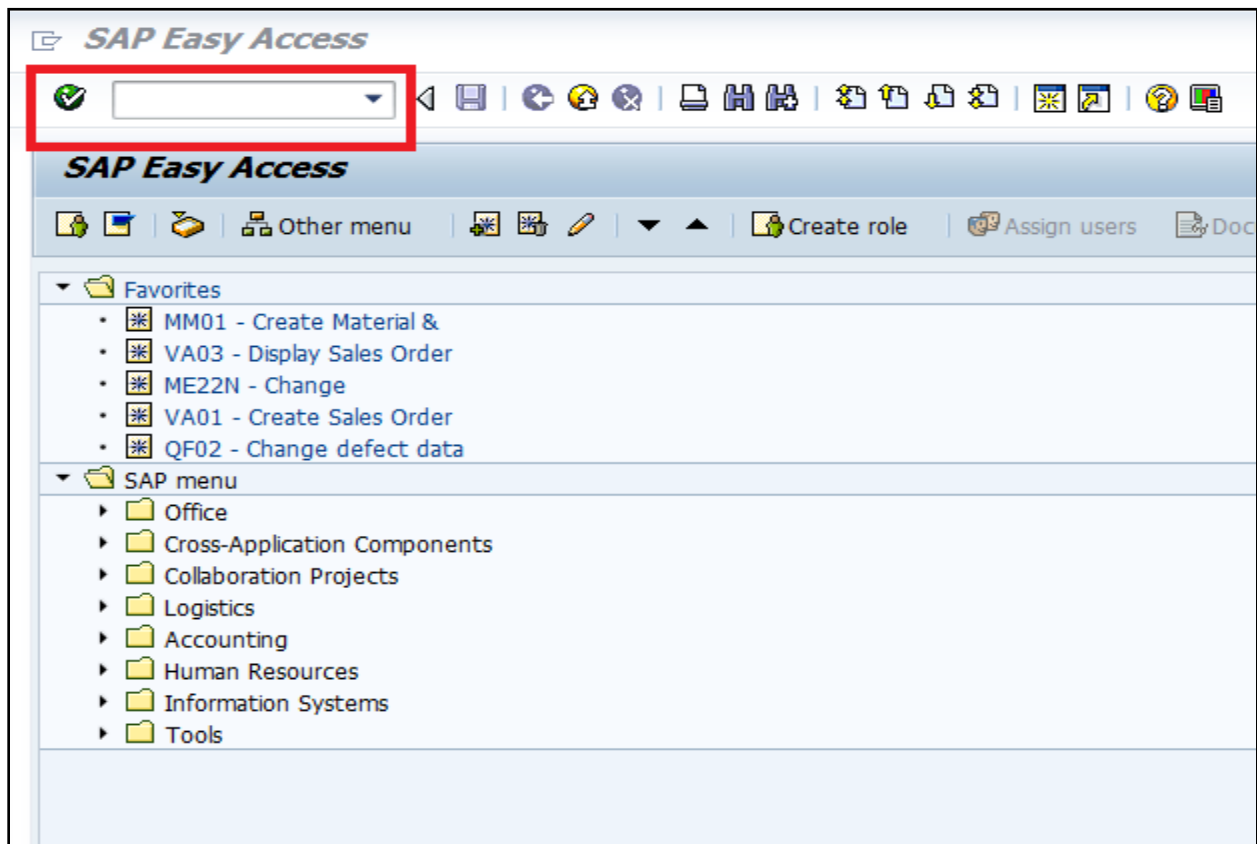 SAP Easy Access
SAP Easy Access
Other menu Create role Assign users Doc
Favorites
MM01 - Create Material &
VA03 - Display Sales Order
ME22N - Change
VA01 - Create Sales Order
QF02 - Change defect data
SAP menu
Office
Cross-Application Components
Collaboration Projects
Logistics
Accounting
Human Resources
Information Systems
Tools